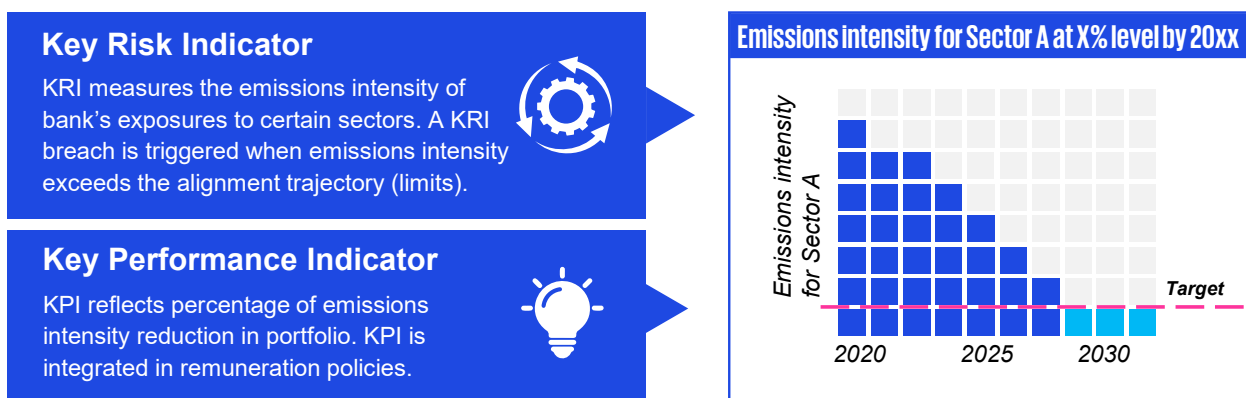 Key Risk Indicator
KRI measures the emissions intensity of
bank's exposures to certain sectors. A KRI
breach is triggered when emissions intensity
exceeds the alignment trajectory (limits).
Key Performance Indicator
KPI reflects percentage of emissions
intensity reduction in portfolio. KPI is
integrated in remuneration policies.
Emissions intensity for Sector A at X% level by 20xx
Emissions intensity
for Sector A
Target
2020 2025 2030